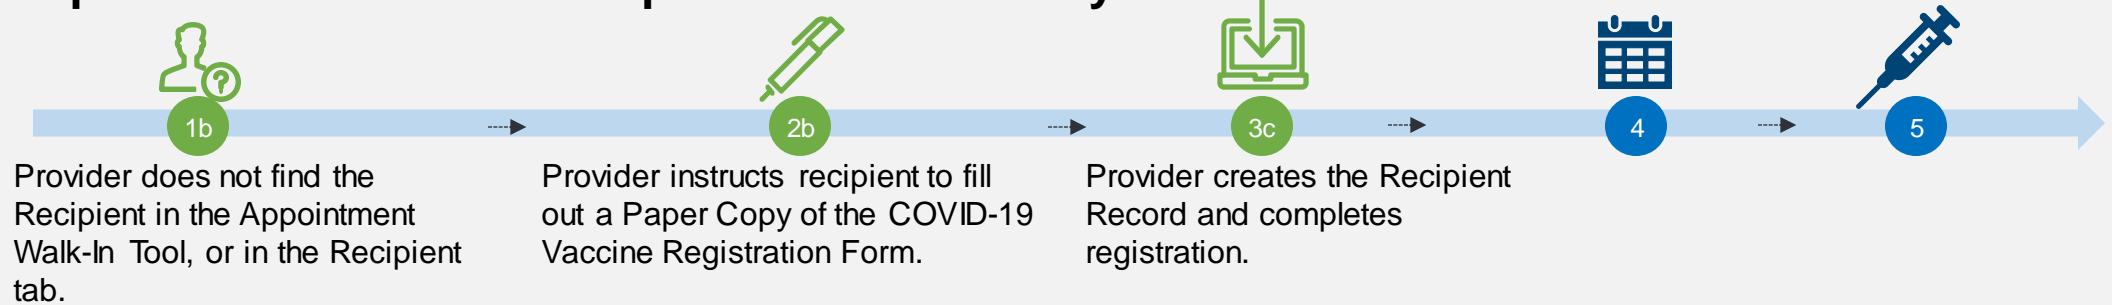 1b
2b
3c
4
5
Provider does not find the
Recipient in the Appointment
Walk-In Tool, or in the Recipient
tab.
Provider instructs recipient to fill
out a Paper Copy of the COVID-19
Vaccine Registration Form.
Provider creates the Recipient
Record and completes
registration.